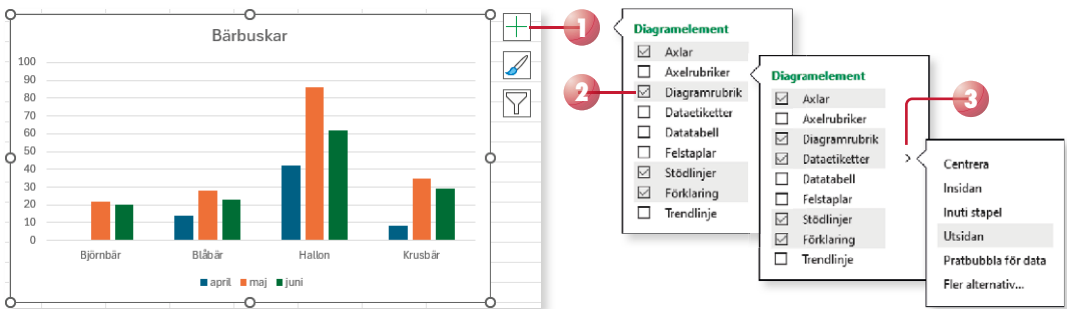 Bärbuskar
100
90
80
70
60
50
40
30
20
10
0
Björnbär Blåbär Hallon Krusbär
april maj juni
1
2
Diagramelement
Axlar
Axelrubriker
Diagramrubrik
Dataetiketter
Datatabell
Felstaplar
Stödlinjer
Förklaring
Trendlinje
3
Diagramelement
Axlar
Axelrubriker
Diagramrubrik
Dataetiketter
Datatabell
Felstaplar
Stödlinjer
Förklaring
Trendlinje
Centrera
Insidan
Inuti stapel
Utsidan
Pratbubbla för data
Fler alternativ...